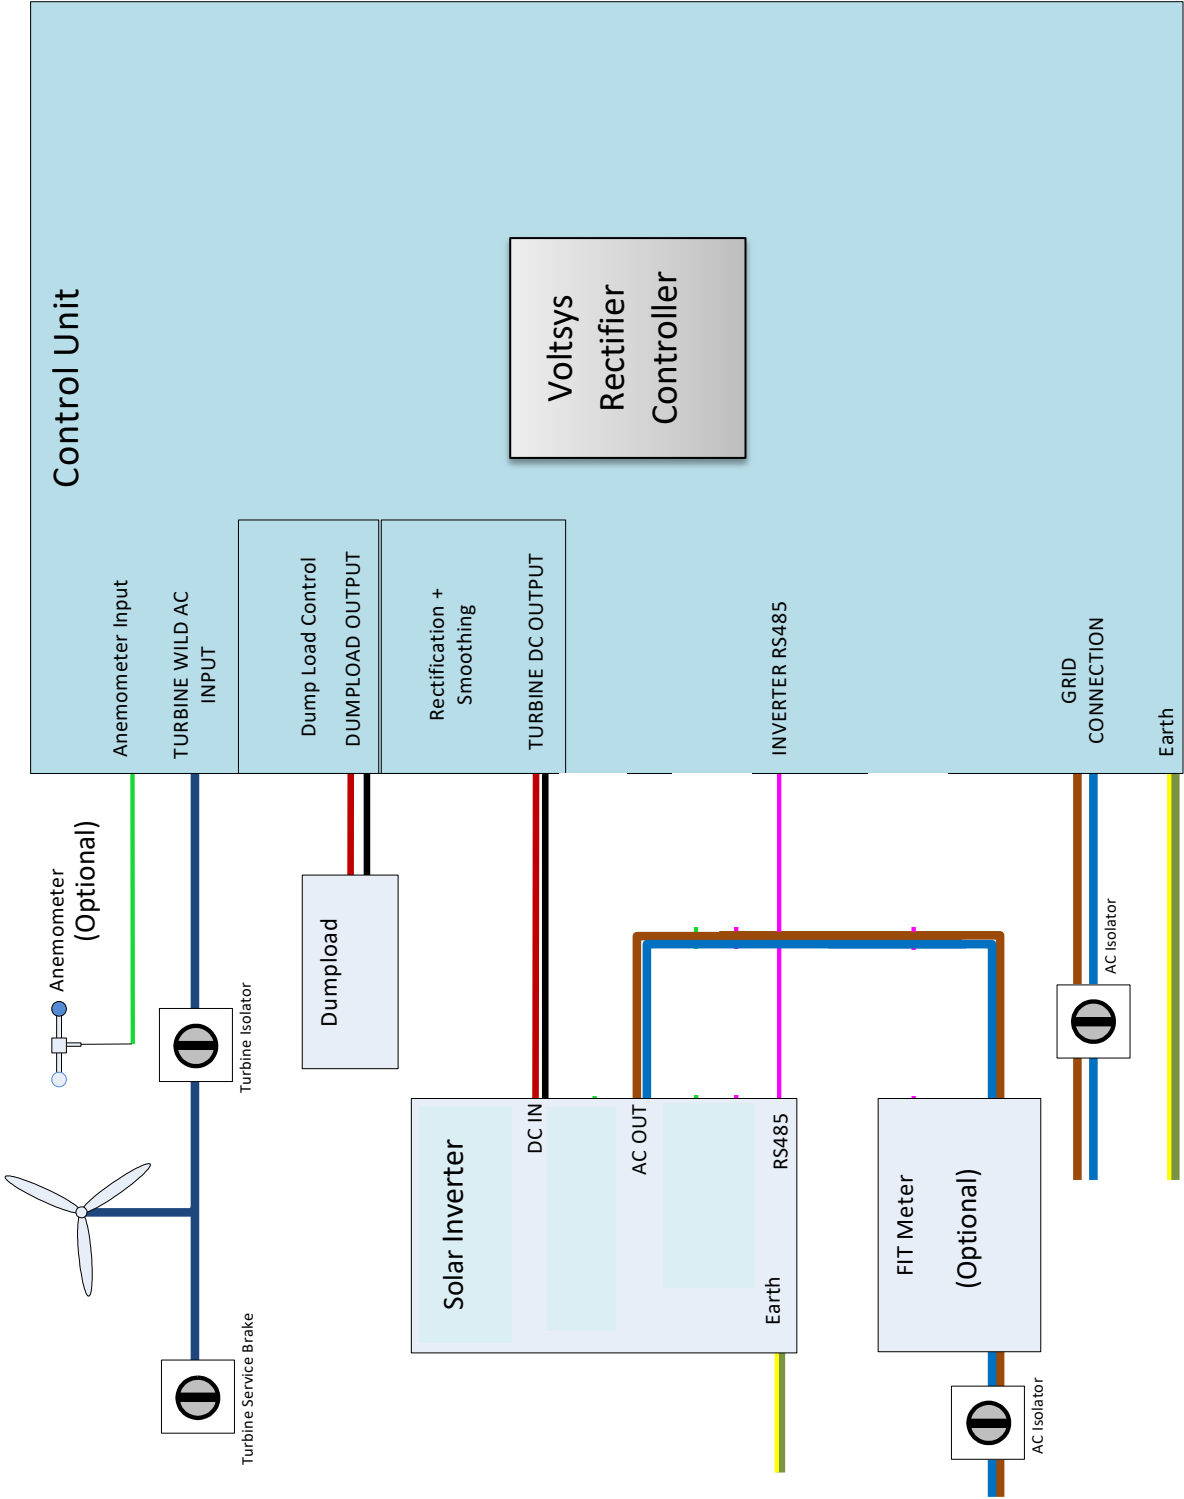 Control Unit
Voltsys
Rectifier
Controller
Anemometer Input
TURBINE WILD AC
INPUT
Dump Load Control
DUMPLOAD OUTPUT
Rectification +
Smoothing
TURBINE DC OUTPUT
INVERTER RS485
GRID
CONNECTION
Earth
Anemometer
(Optional)
Turbine Isolator
Turbine Service Brake
Dumpload
Solar Inverter
DC IN
AC OUT
RS485
Earth
FIT Meter
(Optional)
AC Isolator
AC Isolator